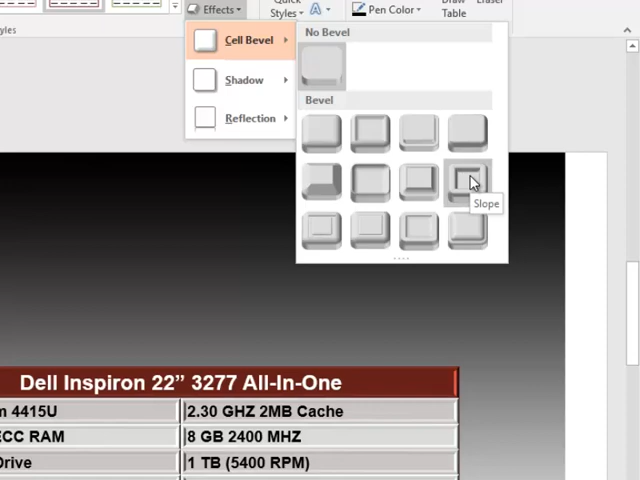 Quick
Styles
Effects
A
Pen Color
Draw
Table
Eraser
yles
Cell Bevel
Shadow
Reflection
No Bevel
Bevel
Slope
Dell Inspiron 22” 3277 All-In-One
m 4415U
2.30 GHZ 2MB Cache
ECC RAM
8 GB 2400 MHZ
Drive
1 TB (5400 RPM)